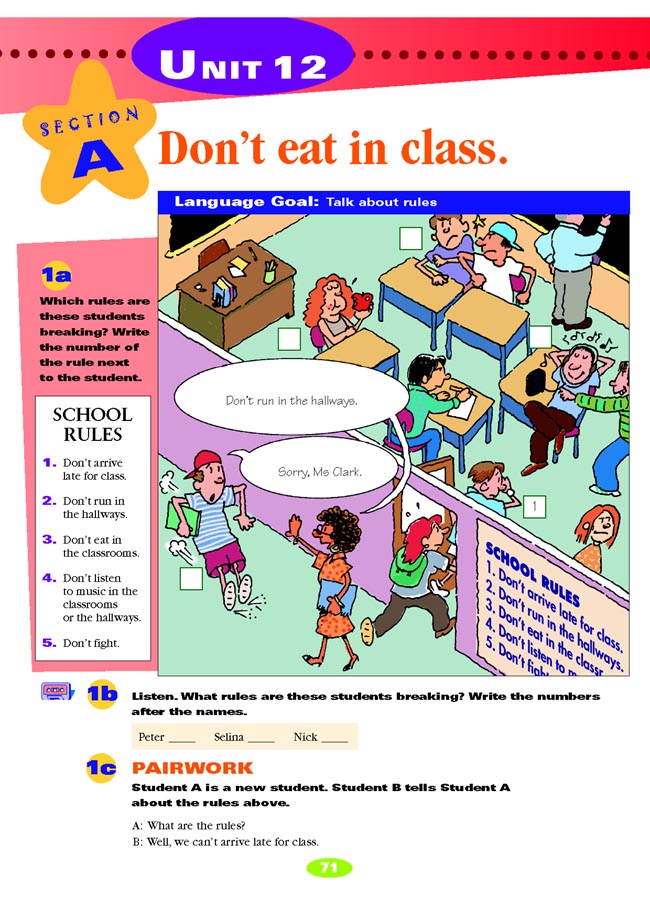 UNIT 12
SECTION
A
Don't eat in class.
Language Goal: Talk about rules
1a
Which rules are
these students
breaking? Write
the number of
the rule next
to the student.
SCHOOL
RULES
1. Don't arrive
late for class.
2. Don't run in
the hallways.
3. Don't eat in
the classrooms.
4. Don't listen
to music in the
classrooms
or the hallways.
5. Don't fight.
Don't run in the hallways.
Sorry, Ms Clark.
1
SCHOOL RULES
1. Don't arrive late for class.
2. Don't run in the hallways.
3. Don't eat in the classr
4. Don't listen to m
5. Don't figh
1b
Listen. What rules are these students breaking? Write the numbers
after the names.
Peter ____ Selina ____ Nick ____
1c PAIRWORK
Student A is a new student. Student B tells Student A
about the rules above.
A: What are the rules?
B: Well, we can't arrive late for class.
71